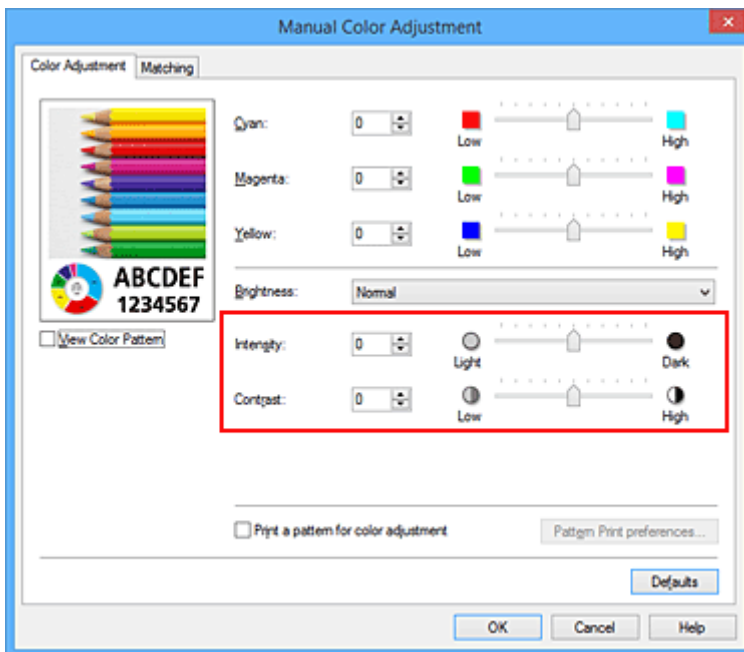 Manual Color Adjustment
Color Adjustment Matching
Cyan: 0 Low High
Magenta: 0 Low High
Yellow: 0 Low High
ABCDEF
1234567
View Color Pattern
Brightness: Normal
Intensity: 0 Light Dark
Contrast: 0 Low High
Print a pattern for color adjustment Pattern Print preferences...
Defaults
OK Cancel Help